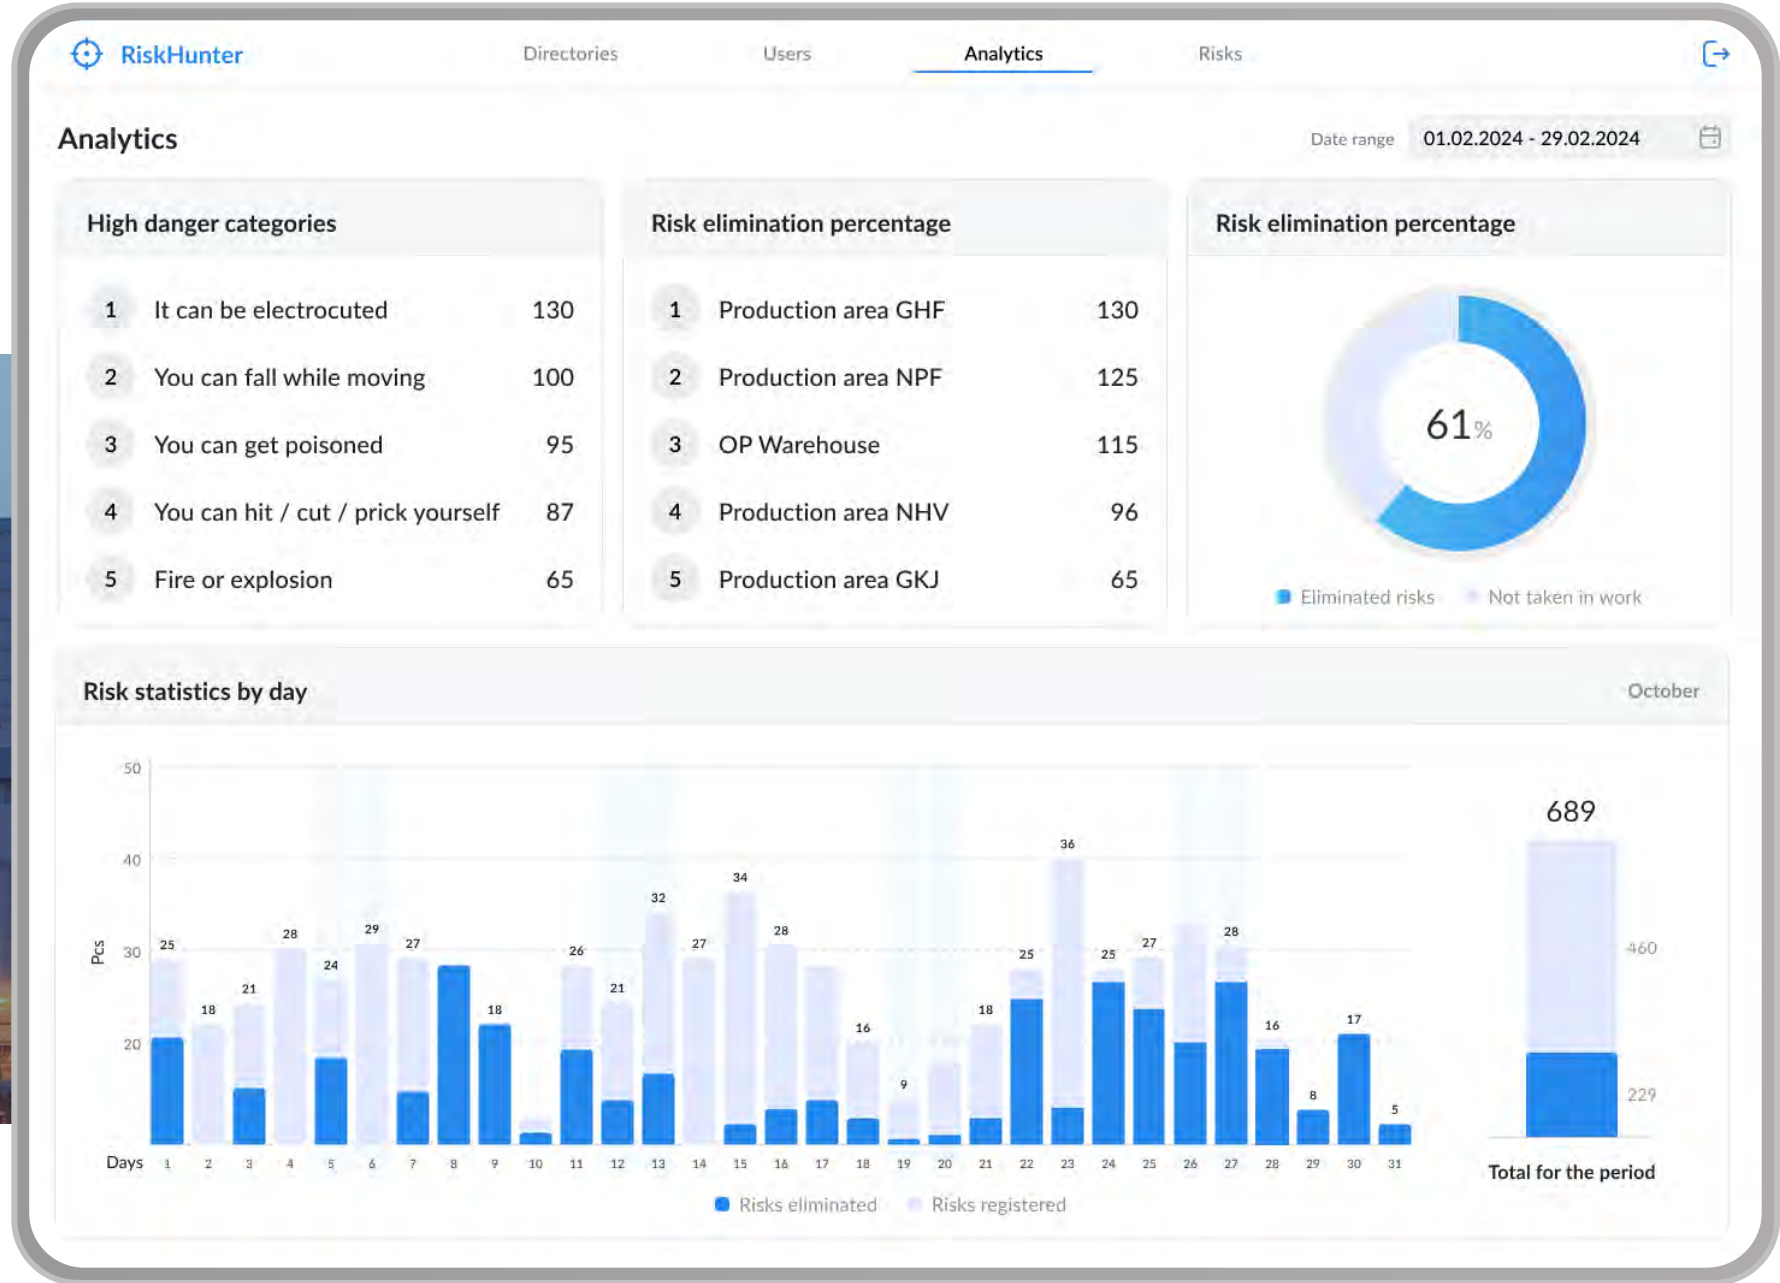 RiskHunter
Directories
Users
Analytics
Risks
Analytics
Date range 01.02.2024 - 29.02.2024
High danger categories
1 It can be electrocuted 130
2 You can fall while moving 100
3 You can get poisoned 95
4 You can hit / cut / prick yourself 87
5 Fire or explosion 65
Risk elimination percentage
1 Production area GHF 130
2 Production area NPF 125
3 OP Warehouse 115
4 Production area NHV 96
5 Production area GKJ 65
Risk elimination percentage
61%
Eliminated risks Not taken in work
Risk statistics by day
October
Pcs
50
40
30
20
25 18 21 28 24 29 27 18 26 21 32 27 34 28 16 9 18 25 36 25 27 28 16 8 17 5
Days 1 2 3 4 5 6 7 8 9 10 11 12 13 14 15 16 17 18 19 20 21 22 23 24 25 26 27 28 29 30 31
Risks eliminated Risks registered
689
460
229
Total for the period